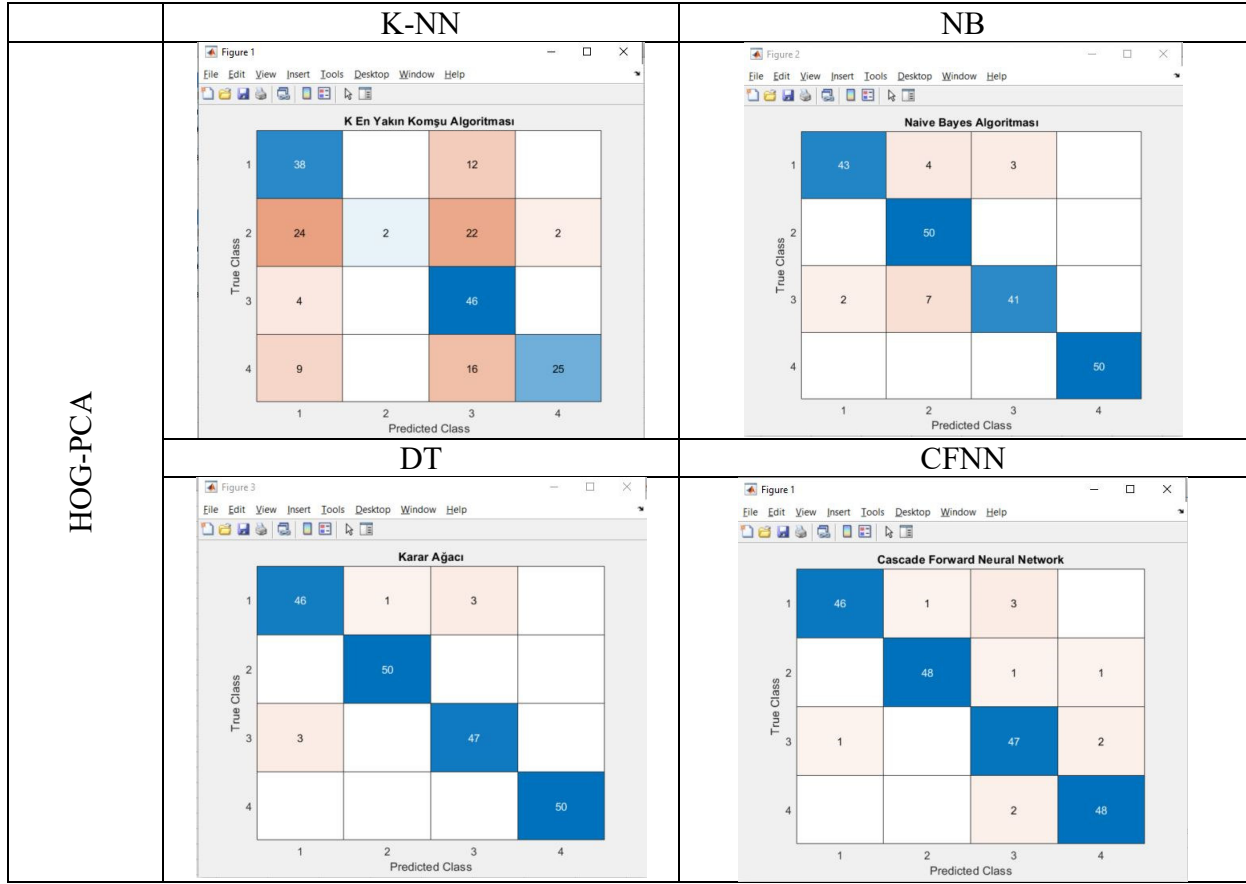 K-NN
NB
HOG-PCA
Figure 1
File Edit View Insert Tools Desktop Window Help
K En Yakın Komşu Algoritması
True Class
1 38 12
2 24 2 22 2
3 4 46
4 9 16 25
1 2 3 4
Predicted Class
Figure 2
File Edit View Insert Tools Desktop Window Help
Naive Bayes Algoritması
True Class
1 43 4 3
2 50
3 2 7 41
4 50
1 2 3 4
Predicted Class
DT
CFNN
Figure 3
File Edit View Insert Tools Desktop Window Help
Karar Ağacı
True Class
1 46 1 3
2 50
3 3 47
4 50
1 2 3 4
Predicted Class
Figure 1
File Edit View Insert Tools Desktop Window Help
Cascade Forward Neural Network
True Class
1 46 1 3
2 48 1 1
3 1 47 2
4 2 48
1 2 3 4
Predicted Class